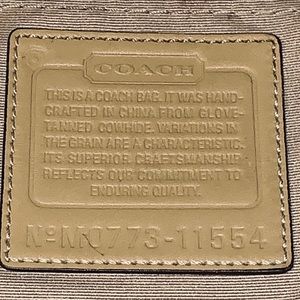 COACH
THIS IS A COACH BAG. IT WAS HAND-
CRAFTED IN CHINA FROM GLOVE-
TANNED COWHIDE. VARIATIONS IN
THE GRAIN ARE A CHARACTERISTIC.
ITS SUPERIOR CRAFTSMANSHIP
REFLECTS OUR COMMITMENT TO
ENDURING QUALITY.
Nº M0773-11554